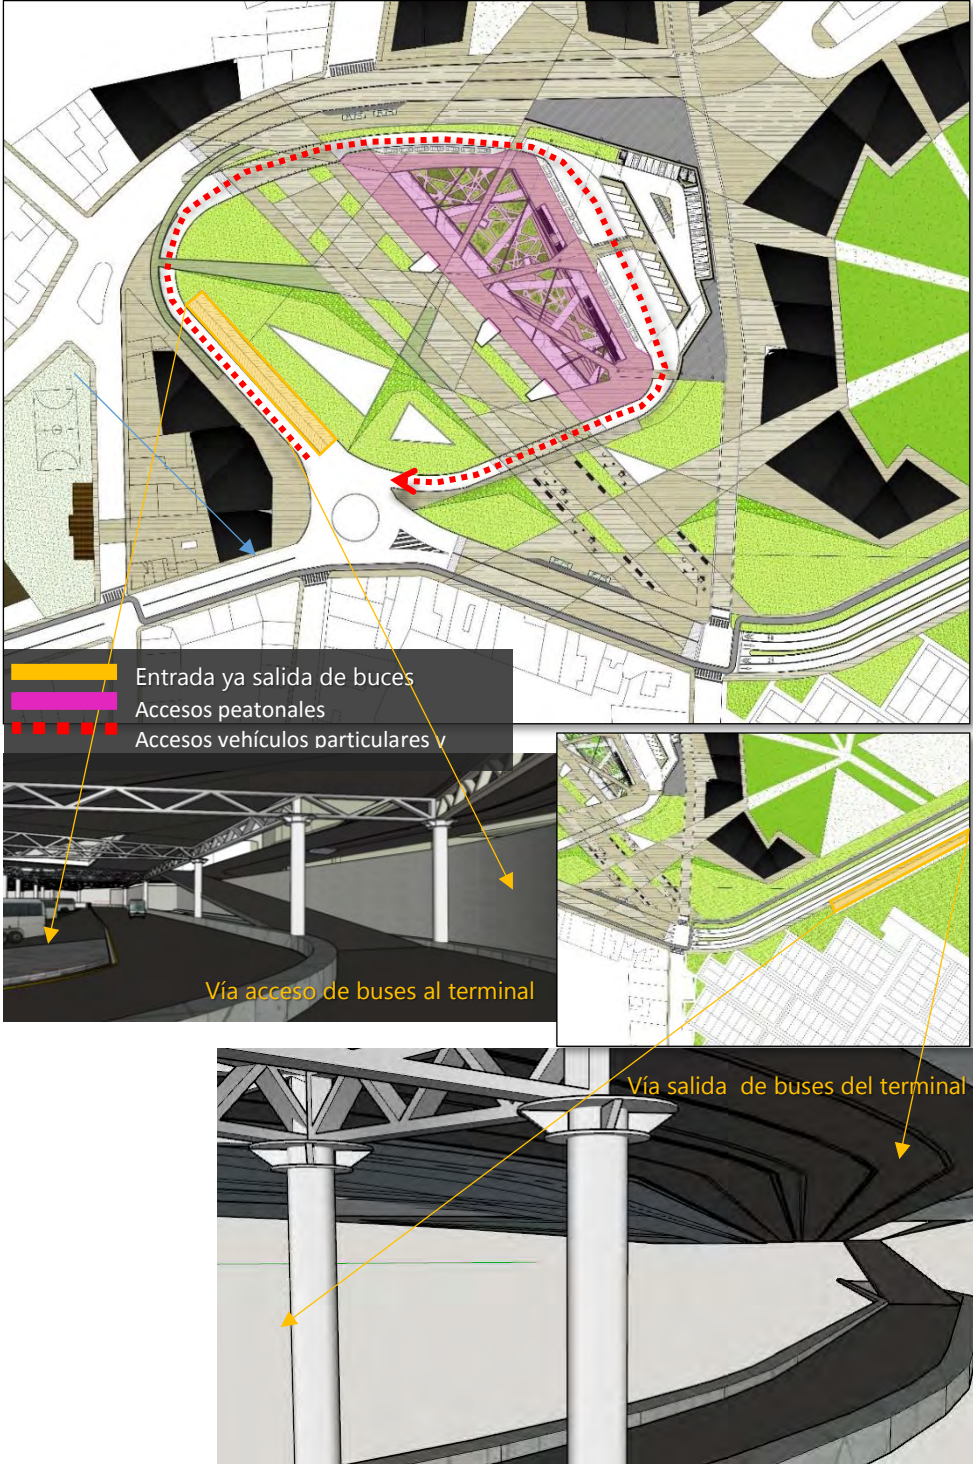 Entrada ya salida de buces
Accesos peatonales
Accesos vehículos particulares y
Vía acceso de buses al terminal
Vía salida de buses del terminal